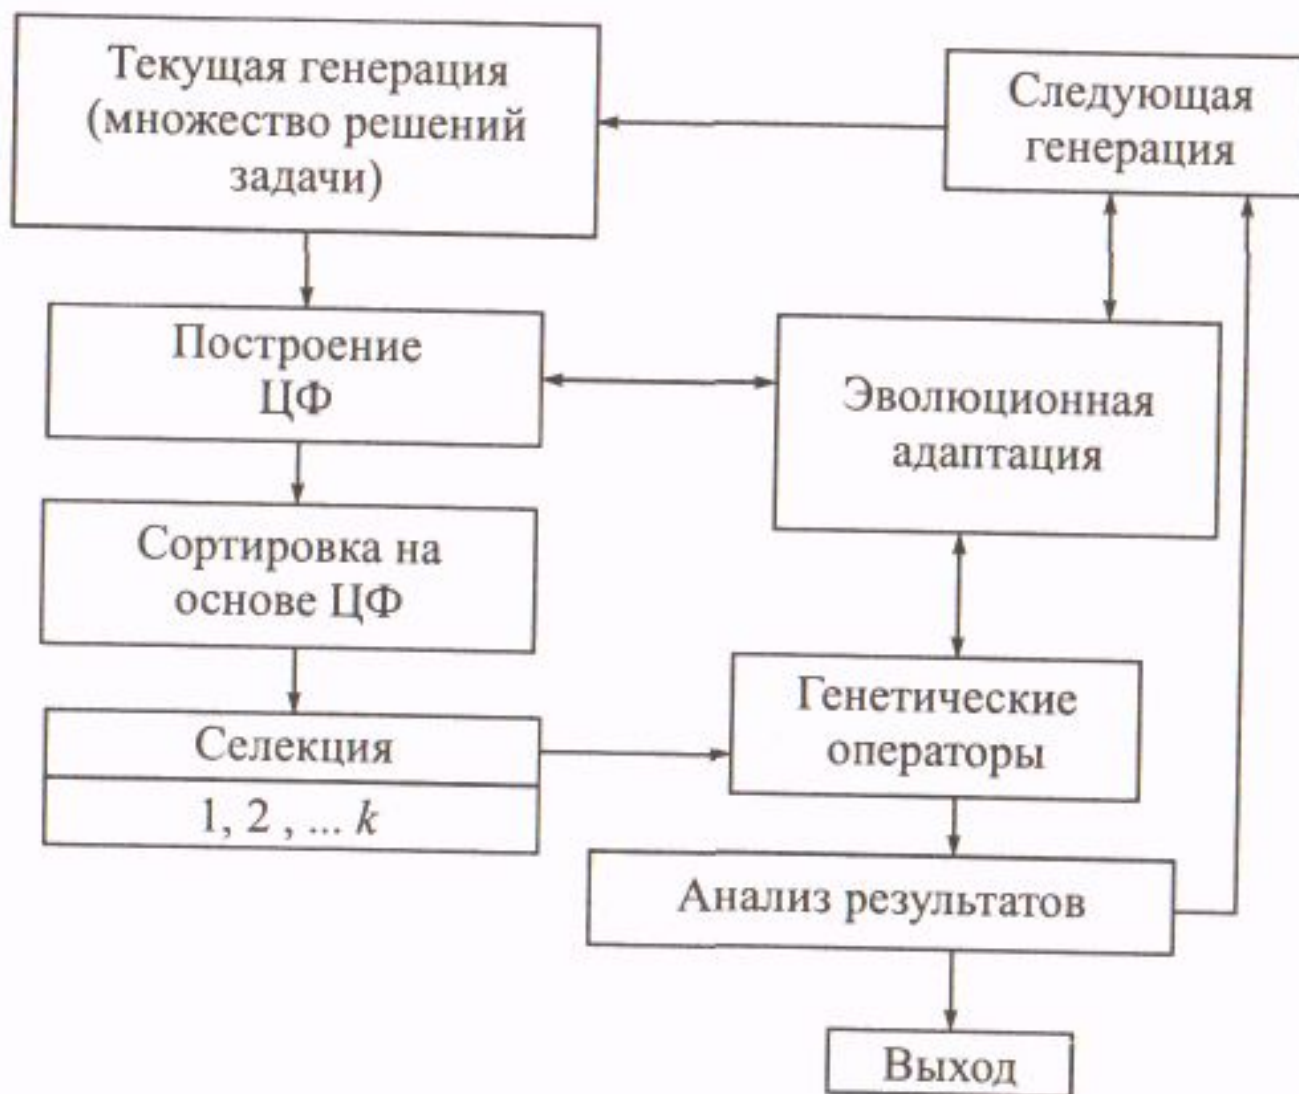 Текущая генерация
(множество решений
задачи)
Следующая
генерация
Построение
ЦФ
Эволюционная
адаптация
Сортировка на
основе ЦФ
Генетические
операторы
Селекция
1, 2 , ... k
Анализ результатов
Выход